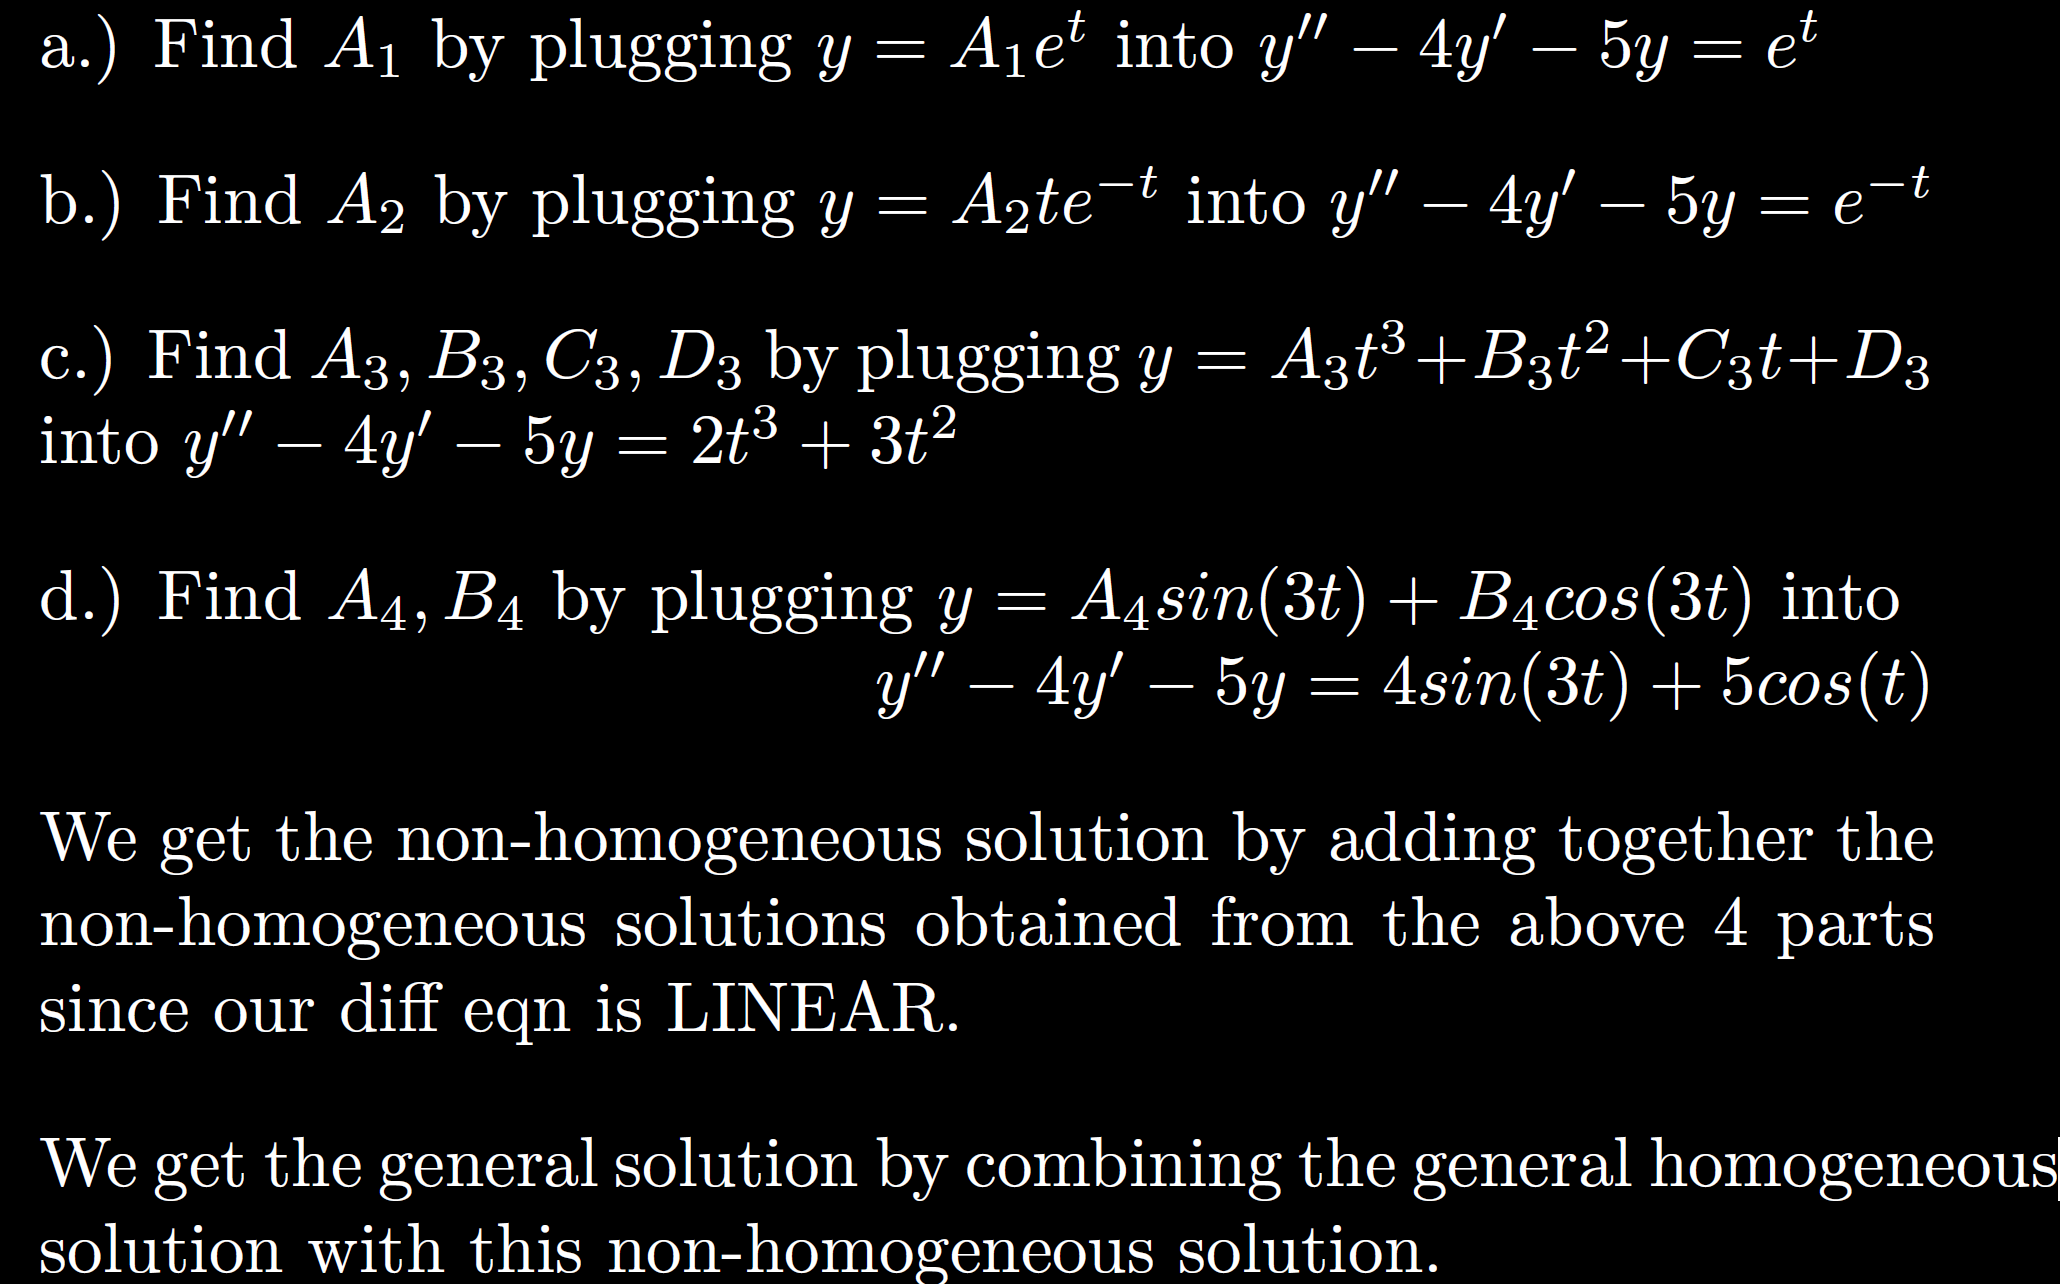 a.) Find A₁ by plugging y = A₁eᵗ into y″ − 4y′ − 5y = eᵗ
b.) Find A₂ by plugging y = A₂te⁻ᵗ into y″ − 4y′ − 5y = e⁻ᵗ
c.) Find A₃, B₃, C₃, D₃ by plugging y = A₃t³+B₃t²+C₃t+D₃
into y″ − 4y′ − 5y = 2t³ + 3t²
d.) Find A₄, B₄ by plugging y = A₄sin(3t) + B₄cos(3t) into
y″ − 4y′ − 5y = 4sin(3t) + 5cos(t)
We get the non-homogeneous solution by adding together the
non-homogeneous solutions obtained from the above 4 parts
since our diff eqn is LINEAR.
We get the general solution by combining the general homogeneous
solution with this non-homogeneous solution.